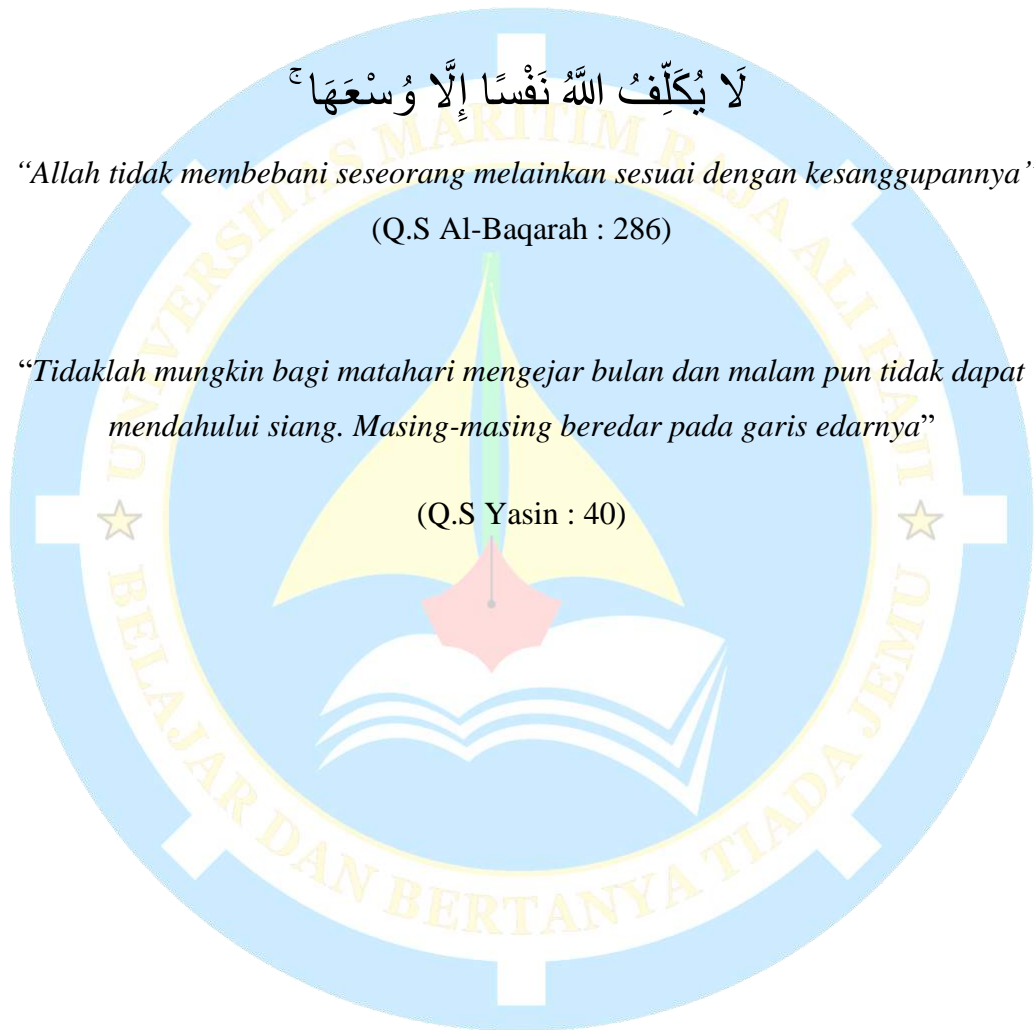 لَا يُكَلِّفُ اللَّهُ نَفْسًا إِلَّا وُسْعَهَا ۚ
“Allah tidak membebani seseorang melainkan sesuai dengan kesanggupannya”
(Q.S Al-Baqarah : 286)
“Tidaklah mungkin bagi matahari mengejar bulan dan malam pun tidak dapat
mendahului siang. Masing-masing beredar pada garis edarnya”
(Q.S Yasin : 40)
UNIVERSITAS MARITIM RAJA ALI HAJI
BELAJAR DAN BERTANYA TIADA JEMU